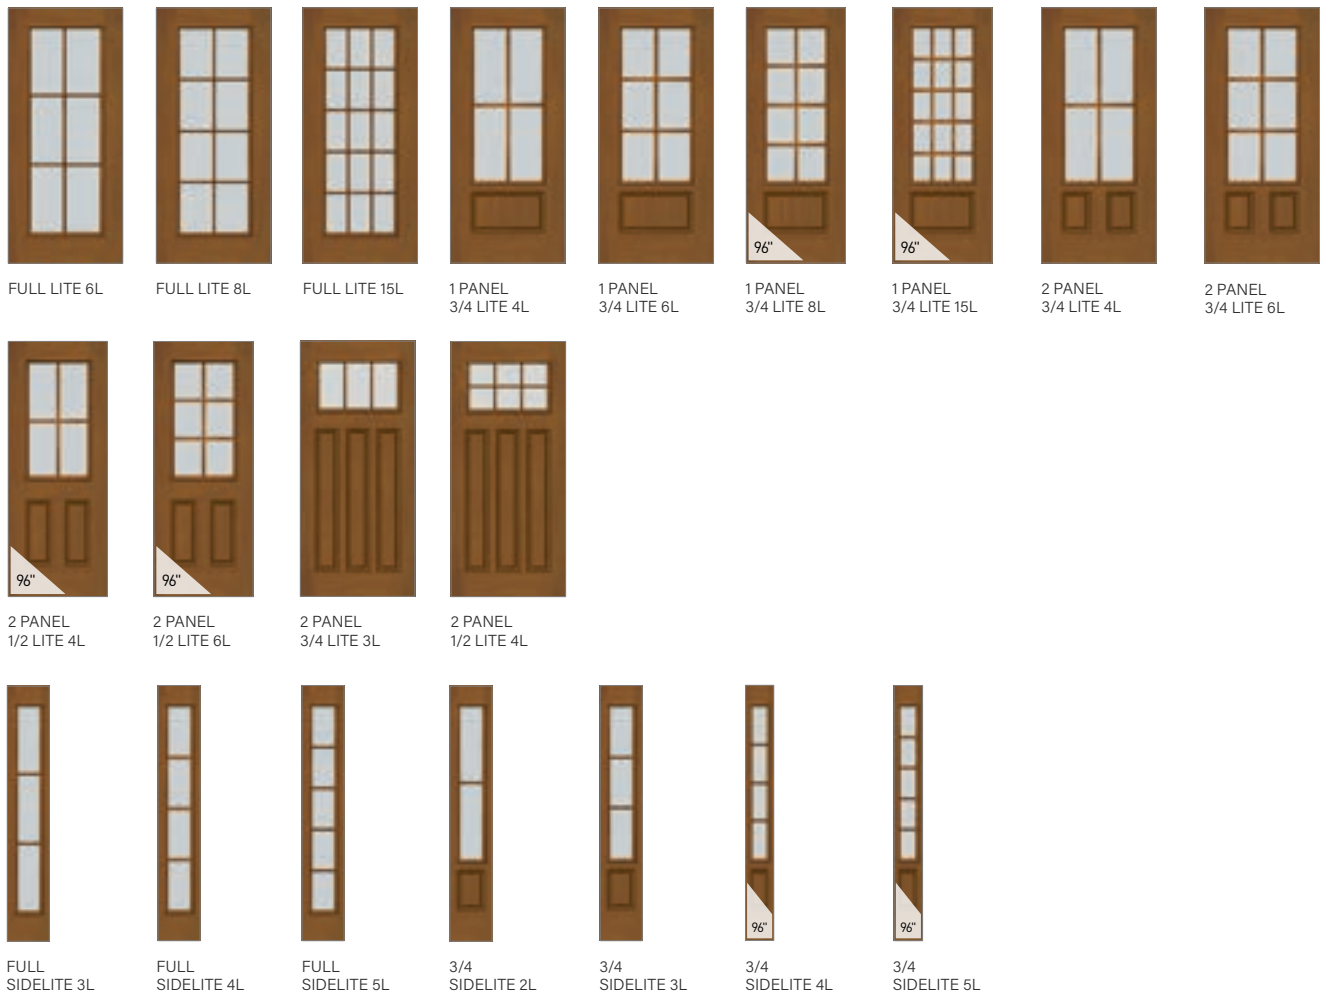 96"
96"
FULL LITE 6L
FULL LITE 8L
FULL LITE 15L
1 PANEL
3/4 LITE 4L
1 PANEL
3/4 LITE 6L
1 PANEL
3/4 LITE 8L
1 PANEL
3/4 LITE 15L
2 PANEL
3/4 LITE 4L
2 PANEL
3/4 LITE 6L
96"
96"
2 PANEL
1/2 LITE 4L
2 PANEL
1/2 LITE 6L
2 PANEL
3/4 LITE 3L
2 PANEL
1/2 LITE 4L
96"
96"
FULL
SIDELITE 3L
FULL
SIDELITE 4L
FULL
SIDELITE 5L
3/4
SIDELITE 2L
3/4
SIDELITE 3L
3/4
SIDELITE 4L
3/4
SIDELITE 5L